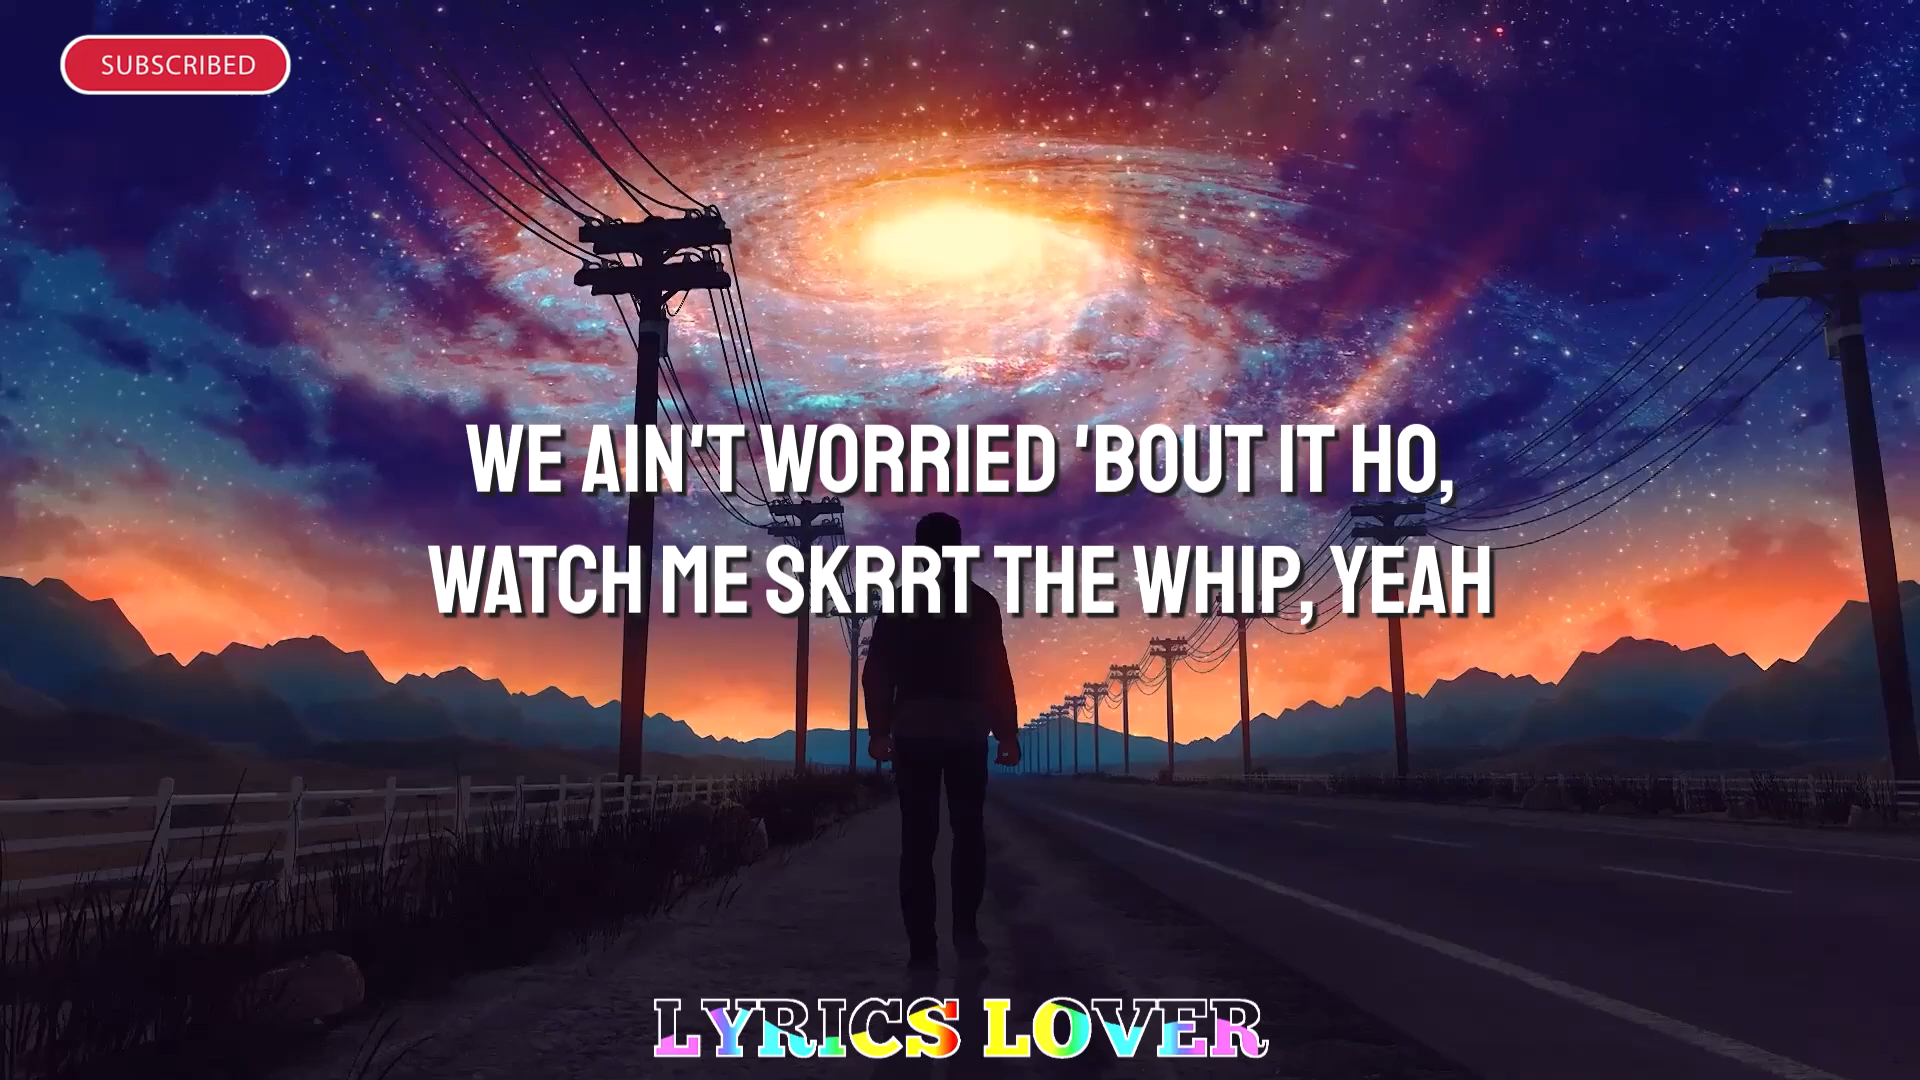 SUBSCRIBED
WE AIN'T WORRIED 'BOUT IT HO,
WATCH ME SKRRT THE WHIP, YEAH
LYRICS LOVER